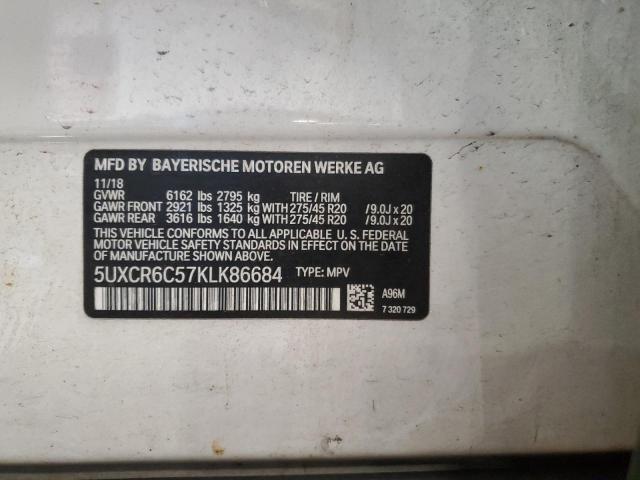 MFD BY BAYERISCHE MOTOREN WERKE AG
11/18
GVWR 6162 lbs 2795 kg TIRE / RIM
GAWR FRONT 2921 lbs 1325 kg WITH 275/45 R20 /9.0J x 20
GAWR REAR 3616 lbs 1640 kg WITH 275/45 R20 /9.0J x 20
THIS VEHICLE CONFORMS TO ALL APPLICABLE U. S. FEDERAL
MOTOR VEHICLE SAFETY STANDARDS IN EFFECT ON THE DATE
OF MANUFACTURE SHOWN ABOVE.
5UXCR6C57KLK86684 TYPE: MPV
A96M
7 320 729